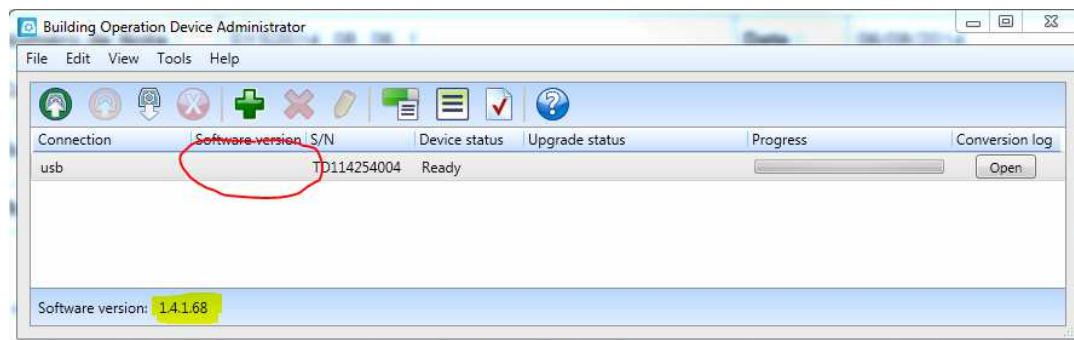 Building Operation Device Administrator
File Edit View Tools Help
Connection Software version S/N Device status Upgrade status Progress Conversion log
usb TD114254004 Ready Open
Software version: 1.4.1.68